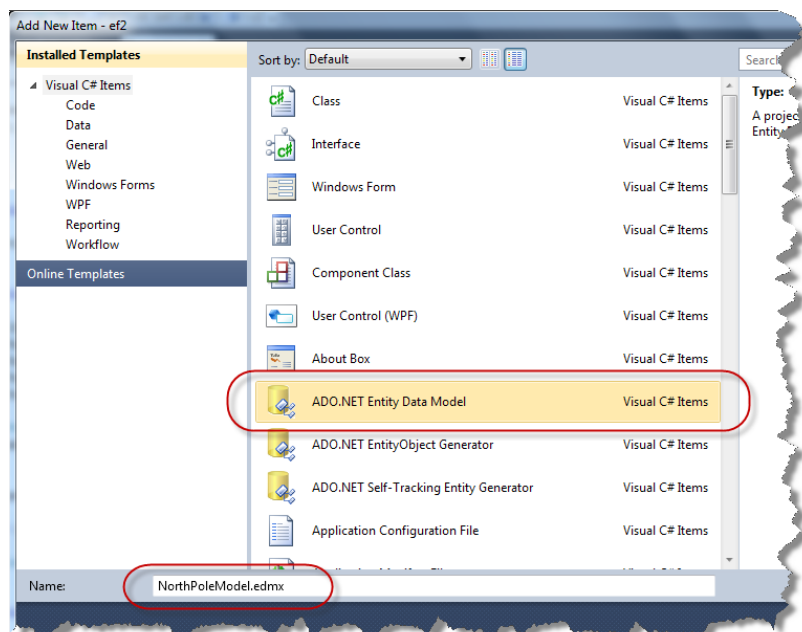 Add New Item - ef2
Installed Templates
Sort by: Default
Search
Visual C# Items
Code
Data
General
Web
Windows Forms
WPF
Reporting
Workflow
Online Templates
Class Visual C# Items
Interface Visual C# Items
Windows Form Visual C# Items
User Control Visual C# Items
Component Class Visual C# Items
User Control (WPF) Visual C# Items
About Box Visual C# Items
ADO.NET Entity Data Model Visual C# Items
ADO.NET EntityObject Generator Visual C# Items
ADO.NET Self-Tracking Entity Generator Visual C# Items
Application Configuration File Visual C# Items
Type:
A projec
Entity
Name: NorthPoleModel.edmx